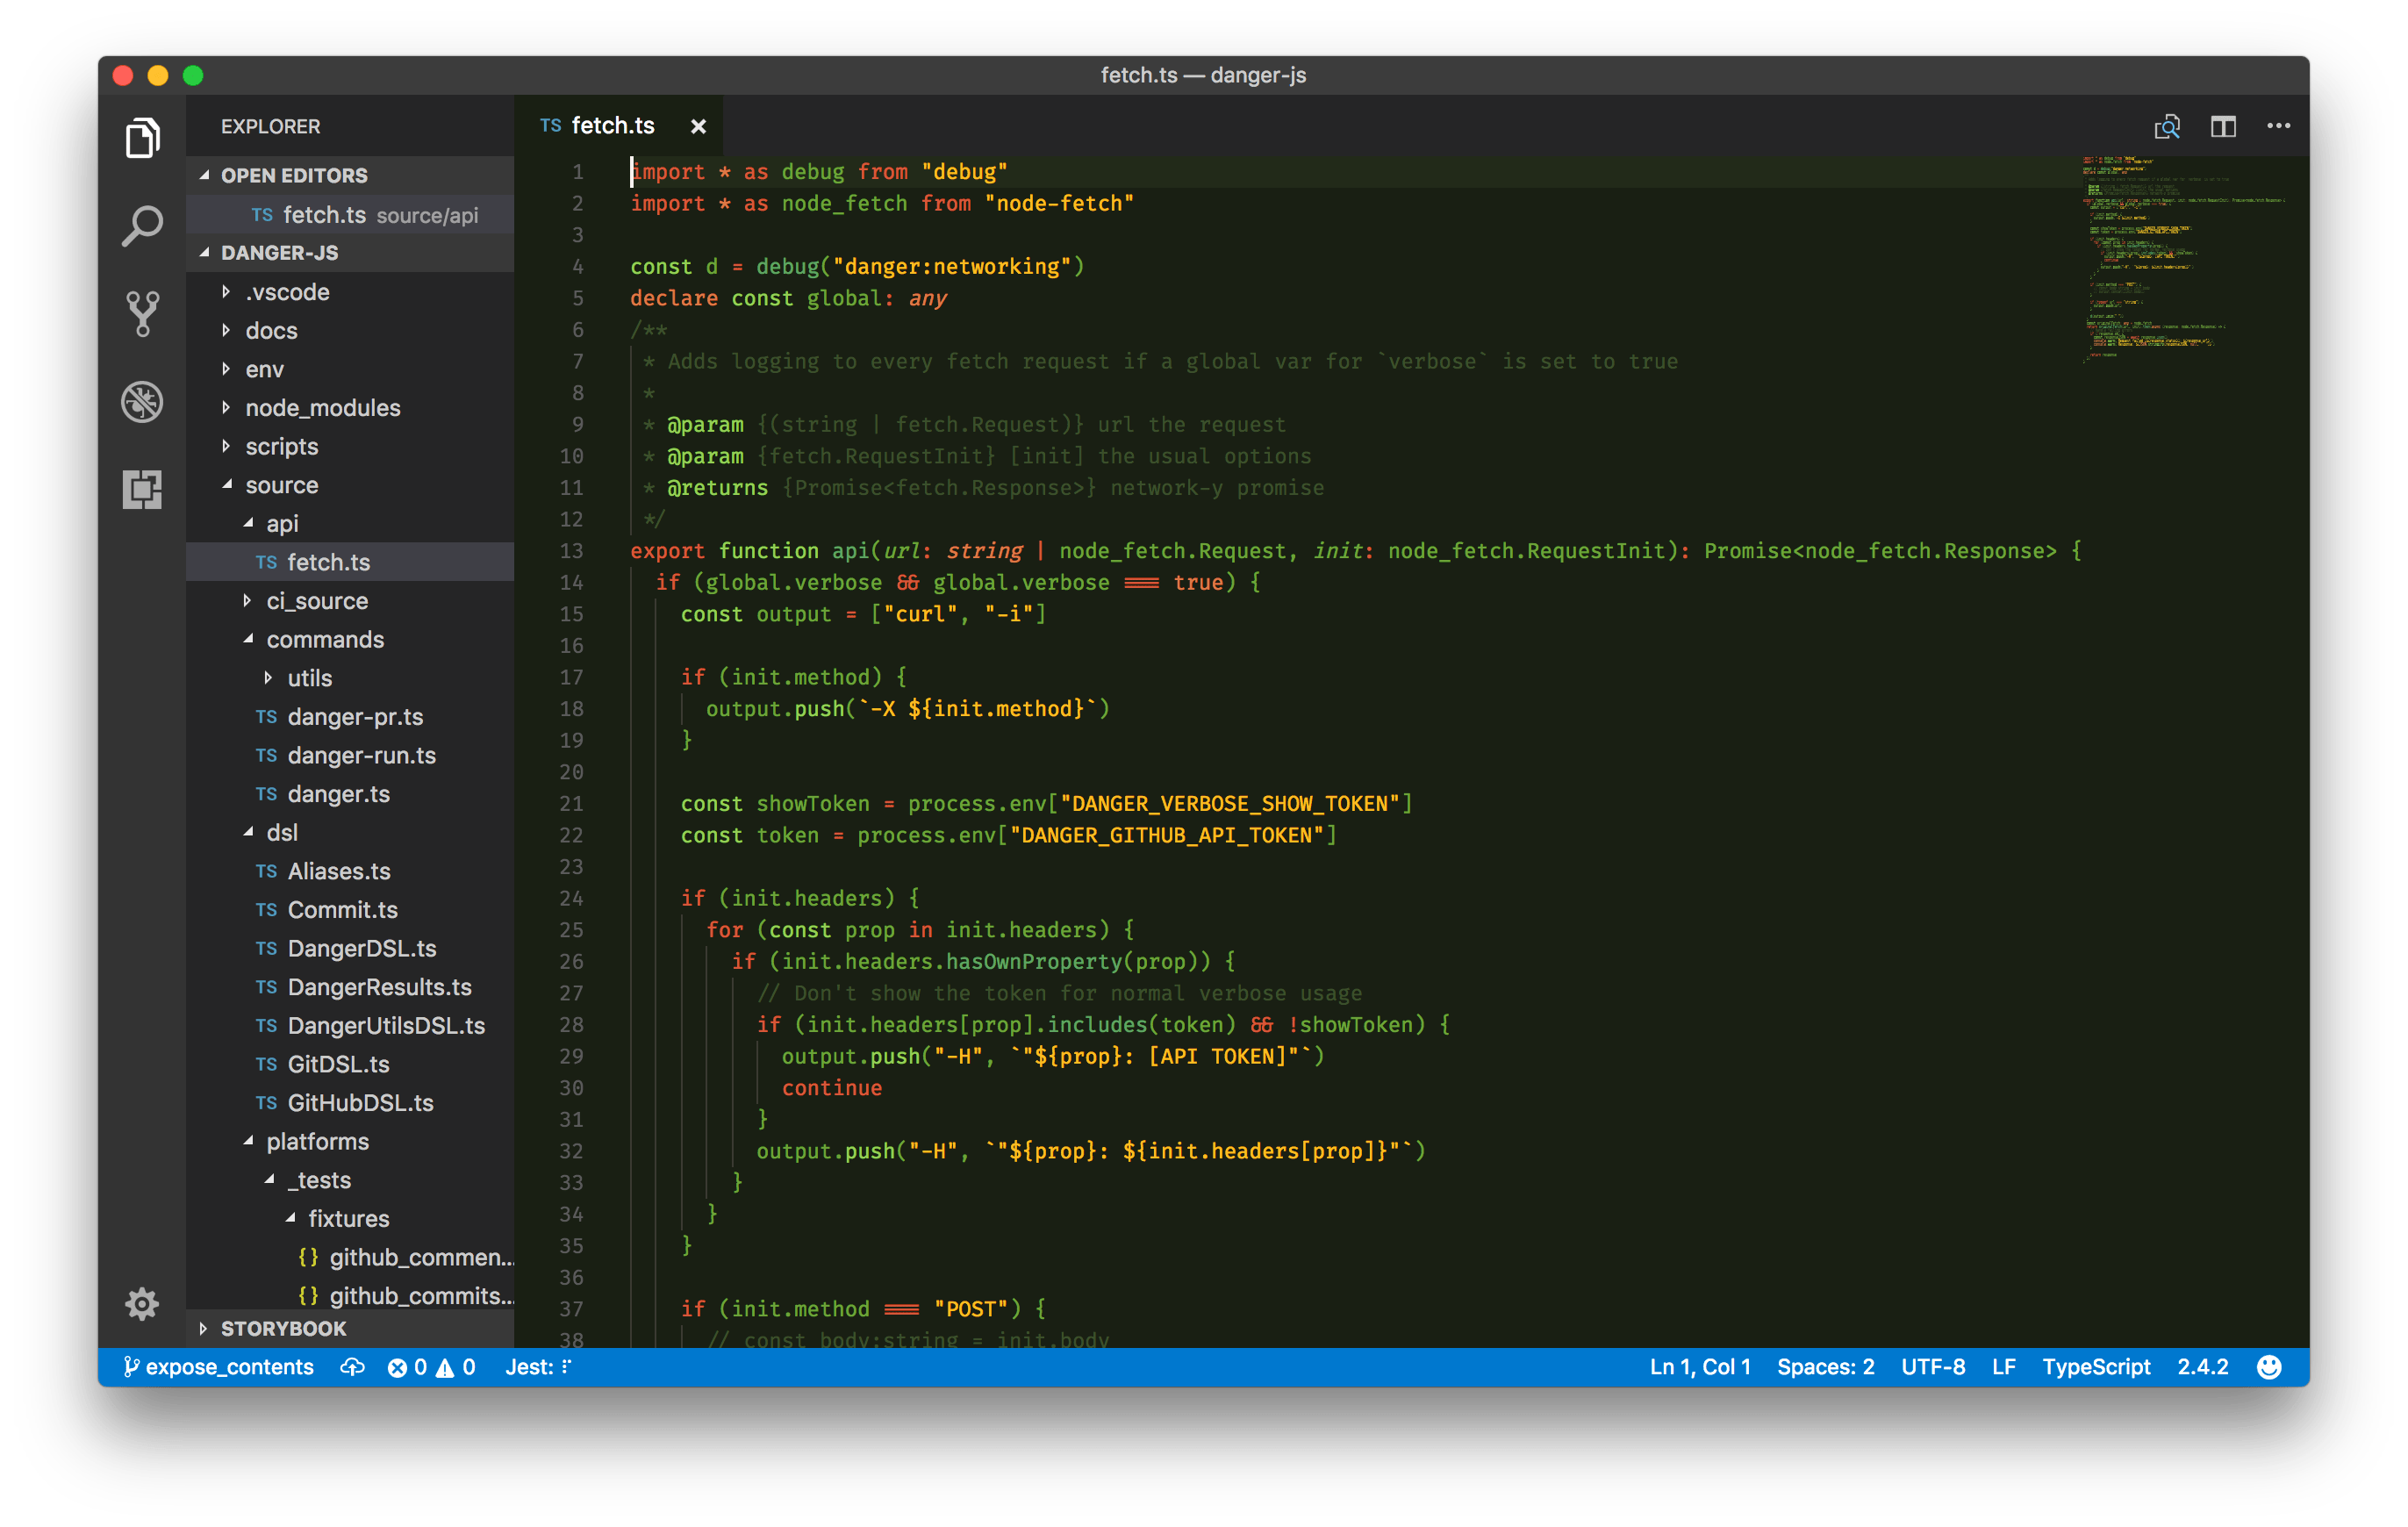 fetch.ts — danger-js
EXPLORER
OPEN EDITORS
TS fetch.ts source/api
DANGER-JS
.vscode
docs
env
node_modules
scripts
source
api
TS fetch.ts
ci_source
commands
utils
TS danger-pr.ts
TS danger-run.ts
TS danger.ts
dsl
TS Aliases.ts
TS Commit.ts
TS DangerDSL.ts
TS DangerResults.ts
TS DangerUtilsDSL.ts
TS GitDSL.ts
TS GitHubDSL.ts
platforms
_tests
fixtures
{} github_commen...
{} github_commits...
STORYBOOK
TS fetch.ts
1 import * as debug from "debug"
2 import * as node_fetch from "node-fetch"
3
4 const d = debug("danger:networking")
5 declare const global: any
6 /**
7 * Adds logging to every fetch request if a global var for `verbose` is set to true
8 *
9 * @param {(string | fetch.Request)} url the request
10 * @param {fetch.RequestInit} [init] the usual options
11 * @returns {Promise<fetch.Response>} network-y promise
12 */
13 export function api(url: string | node_fetch.Request, init: node_fetch.RequestInit): Promise<node_fetch.Response> {
14 if (global.verbose && global.verbose === true) {
15 const output = ["curl", "-i"]
16
17 if (init.method) {
18 output.push(`-X ${init.method}`)
19 }
20
21 const showToken = process.env["DANGER_VERBOSE_SHOW_TOKEN"]
22 const token = process.env["DANGER_GITHUB_API_TOKEN"]
23
24 if (init.headers) {
25 for (const prop in init.headers) {
26 if (init.headers.hasOwnProperty(prop)) {
27 // Don't show the token for normal verbose usage
28 if (init.headers[prop].includes(token) && !showToken) {
29 output.push("-H", `"${prop}: [API TOKEN]"`)
30 continue
31 }
32 output.push("-H", `"${prop}: ${init.headers[prop]}"`)
33 }
34 }
35 }
36
37 if (init.method === "POST") {
38 // const body:string = init.body
expose_contents 0 0 Jest:
Ln 1, Col 1 Spaces: 2 UTF-8 LF TypeScript 2.4.2